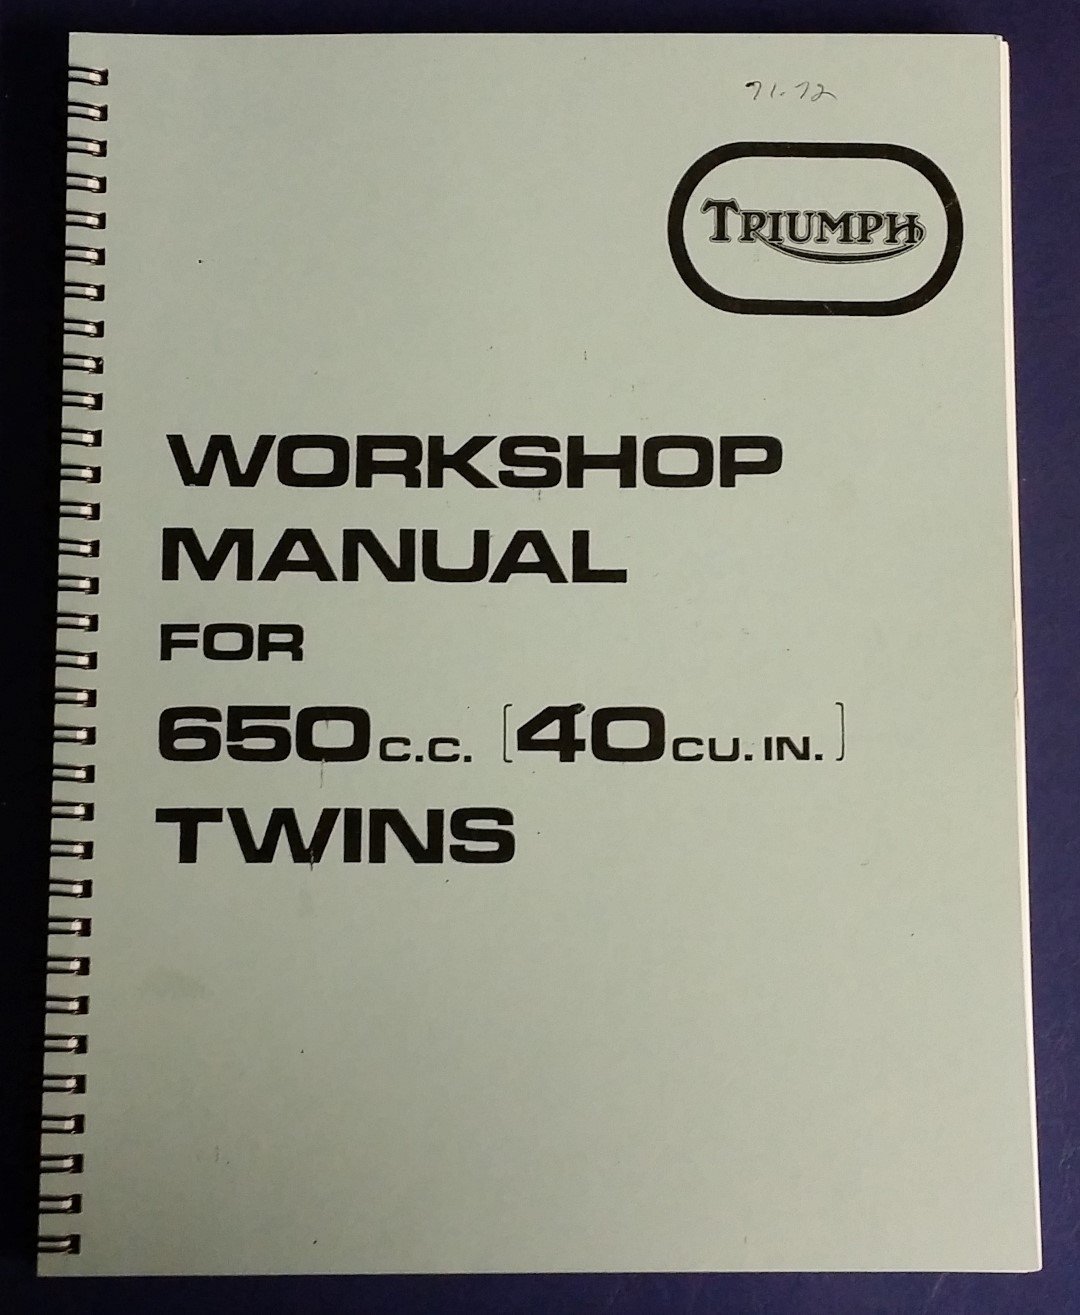 71-72
TRIUMPH
WORKSHOP
MANUAL
FOR
650 C.C. [40 CU. IN.]
TWINS